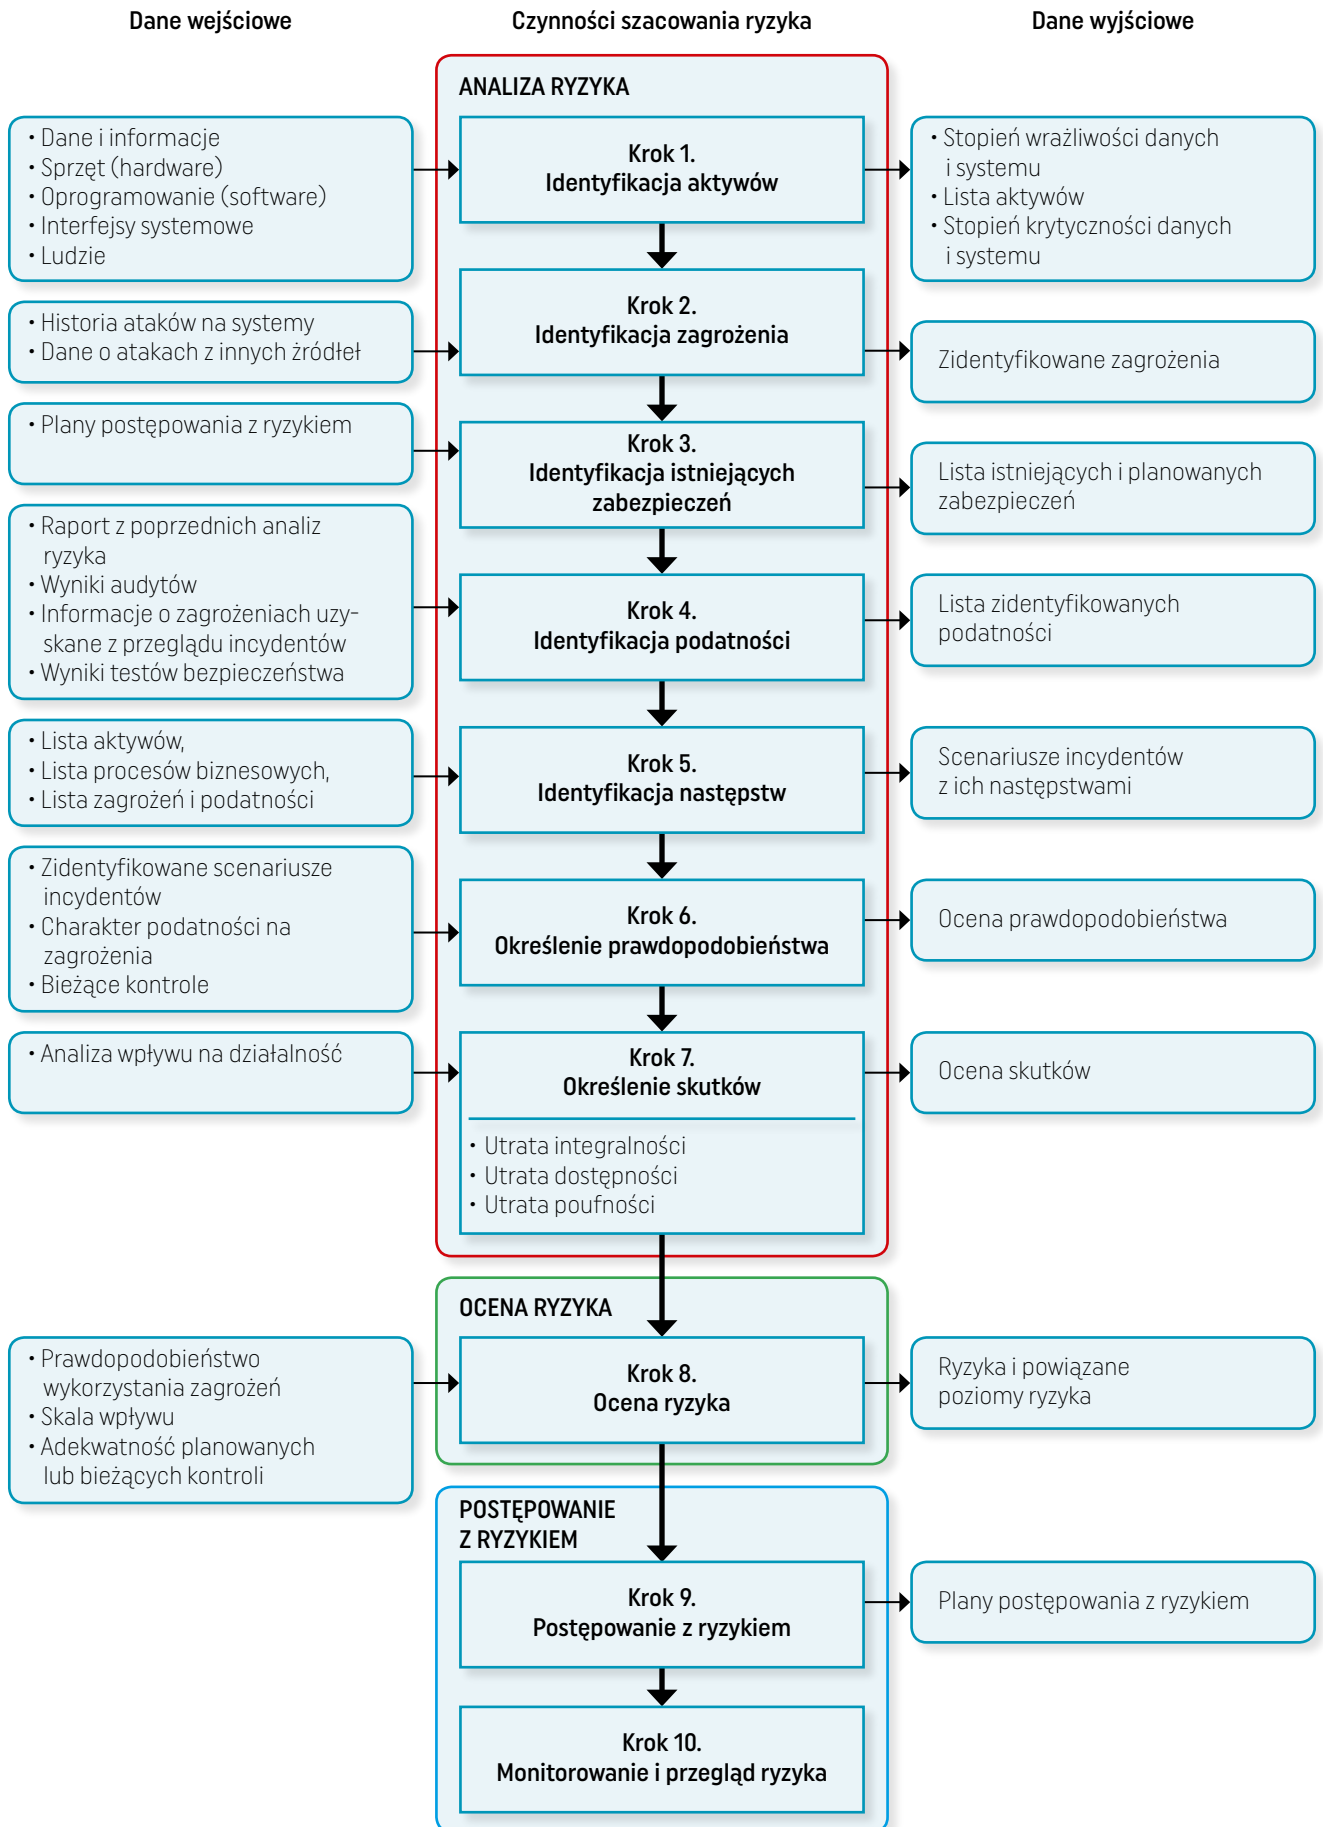 Dane wejściowe
Czynności szacowania ryzyka
Dane wyjściowe
ANALIZA RYZYKA
• Dane i informacje
• Sprzęt (hardware)
• Oprogramowanie (software)
• Interfejsy systemowe
• Ludzie
Krok 1.
Identyfikacja aktywów
• Stopień wrażliwości danych
i systemu
• Lista aktywów
• Stopień krytyczności danych
i systemu
• Historia ataków na systemy
• Dane o atakach z innych żródłeł
Krok 2.
Identyfikacja zagrożenia
Zidentyfikowane zagrożenia
• Plany postępowania z ryzykiem
Krok 3.
Identyfikacja istniejących
zabezpieczeń
Lista istniejących i planowanych
zabezpieczeń
• Raport z poprzednich analiz
ryzyka
• Wyniki audytów
• Informacje o zagrożeniach uzy-
skane z przeglądu incydentów
• Wyniki testów bezpieczeństwa
Krok 4.
Identyfikacja podatności
Lista zidentyfikowanych
podatności
• Lista aktywów,
• Lista procesów biznesowych,
• Lista zagrożeń i podatności
Krok 5.
Identyfikacja następstw
Scenariusze incydentów
z ich następstwami
• Zidentyfikowane scenariusze
incydentów
• Charakter podatności na
zagrożenia
• Bieżące kontrole
Krok 6.
Określenie prawdopodobieństwa
Ocena prawdopobieństwa
• Analiza wpływu na działalność
Krok 7.
Określenie skutków
• Utrata integralności
• Utrata dostępności
• Utrata poufności
Ocena skutków
OCENA RYZYKA
• Prawdopodobieństwo
wykorzystania zagrożeń
• Skala wpływu
• Adekwatność planowanych
lub bieżących kontroli
Krok 8.
Ocena ryzyka
Ryzyka i powiązane
poziomy ryzyka
POSTĘPOWANIE
Z RYZYKIEM
Krok 9.
Postępowanie z ryzykiem
Plany postępowania z ryzykiem
Krok 10.
Monitorowanie i przegląd ryzyka